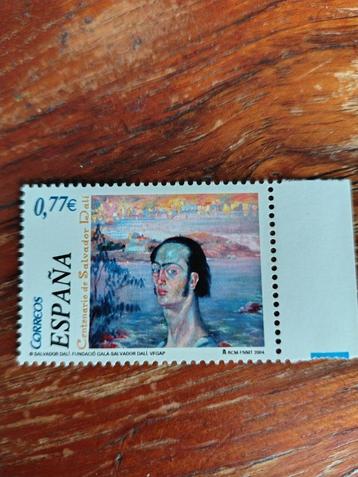 0,77€
CORREOS
ESPAÑA
Centenario de Salvador Dalí
© SALVADOR DALÍ. FUNDACIÓ GALA-SALVADOR DALÍ. VEGAP
RCM-FNMT 2004